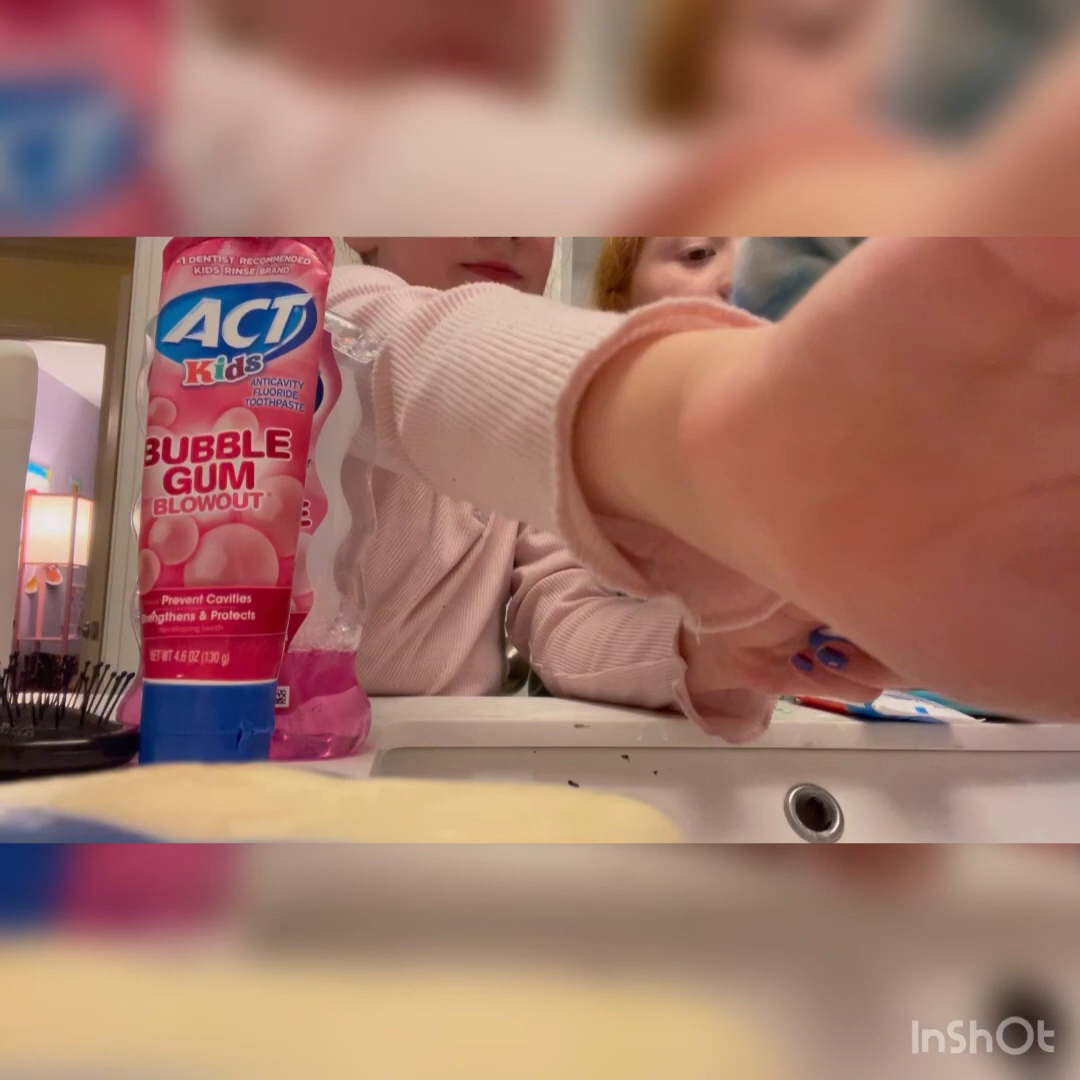 #1 DENTIST RECOMMENDED
KIDS RINSE BRAND
ACT
Kids
ANTICAVITY
FLUORIDE
TOOTHPASTE
BUBBLE
GUM
BLOWOUT
Prevent Cavities
Strengthens & Protects
NET WT 4.6 OZ (130 g)
InShOt